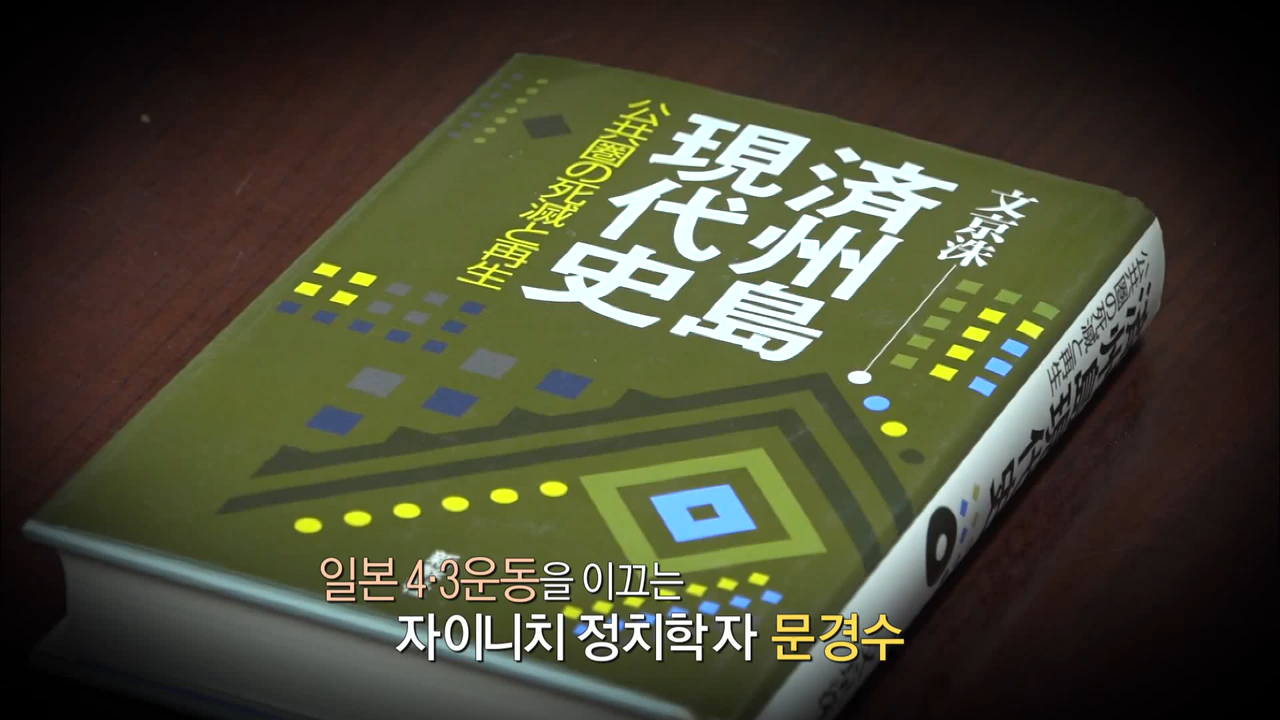 文京洙
済州島
現代史
公共圏の死滅と再生
公共圏の死滅と再生
済州島現代史
일본 4·3운동을 이끄는
자이니치 정치학자 문경수